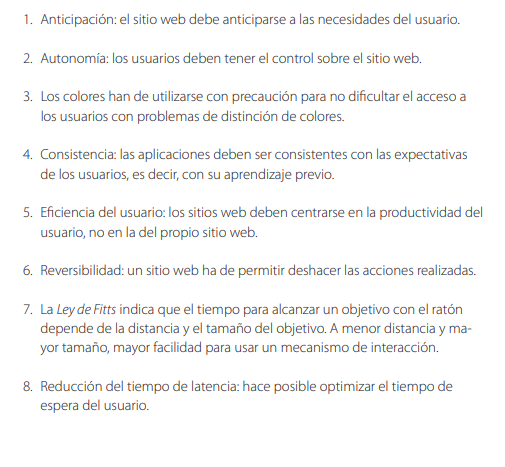 1. Anticipación: el sitio web debe anticiparse a las necesidades del usuario.
2. Autonomía: los usuarios deben tener el control sobre el sitio web.
3. Los colores han de utilizarse con precaución para no dificultar el acceso a
los usuarios con problemas de distinción de colores.
4. Consistencia: las aplicaciones deben ser consistentes con las expectativas
de los usuarios, es decir, con su aprendizaje previo.
5. Eficiencia del usuario: los sitios web deben centrarse en la productividad del
usuario, no en la del propio sitio web.
6. Reversibilidad: un sitio web ha de permitir deshacer las acciones realizadas.
7. La Ley de Fitts indica que el tiempo para alcanzar un objetivo con el ratón
depende de la distancia y el tamaño del objetivo. A menor distancia y ma-
yor tamaño, mayor facilidad para usar un mecanismo de interacción.
8. Reducción del tiempo de latencia: hace posible optimizar el tiempo de
espera del usuario.